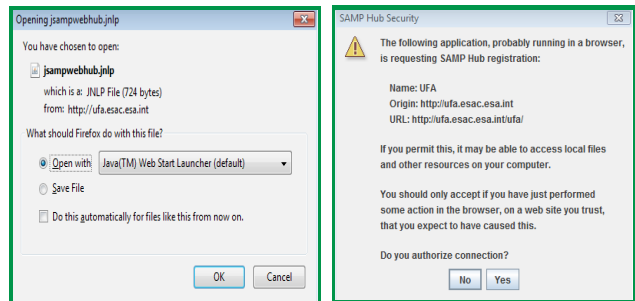 Opening jsampwebhub.jnlp
You have chosen to open:
jsampwebhub.jnlp
which is a: JNLP File (724 bytes)
from: http://ufa.esac.esa.int
What should Firefox do with this file?
Open with
Java(TM) Web Start Launcher (default)
Save File
Do this automatically for files like this from now on.
OK
Cancel
SAMP Hub Security
The following application, probably running in a browser,
is requesting SAMP Hub registration:
Name: UFA
Origin: http://ufa.esac.esa.int
URL: http://ufa.esac.esa.int/ufa/
If you permit this, it may be able to access local files
and other resources on your computer.
You should only accept if you have just performed
some action in the browser, on a web site you trust,
that you expect to have caused this.
Do you authorize connection?
No
Yes